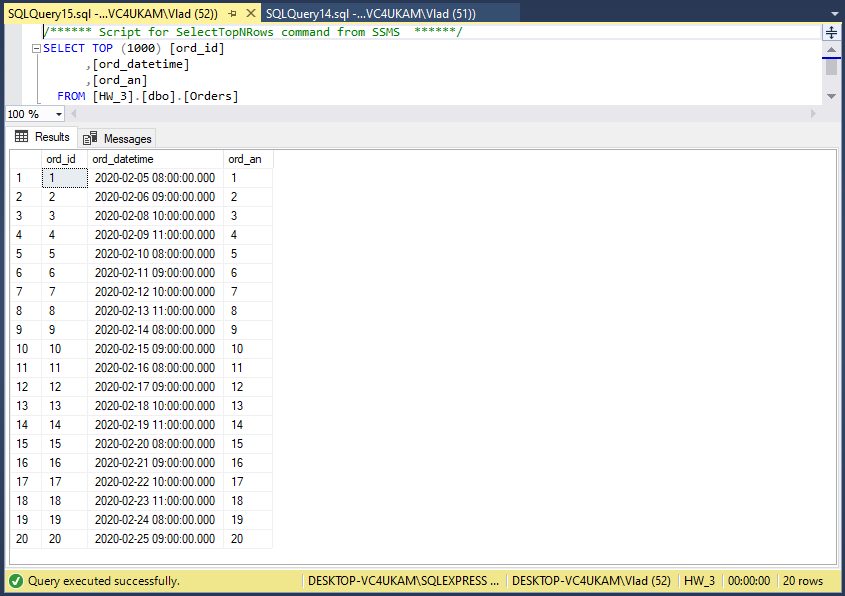 SQLQuery15.sql -...VC4UKAM\Vlad (52)) SQLQuery14.sql -...VC4UKAM\Vlad (51))
/****** Script for SelectTopNRows command from SSMS  ******/
SELECT TOP (1000) [ord_id]
,[ord_datetime]
,[ord_an]
FROM [HW_3].[dbo].[Orders]
100 %
Results Messages
ord_id ord_datetime ord_an
1 1 2020-02-05 08:00:00.000 1
2 2 2020-02-06 09:00:00.000 2
3 3 2020-02-08 10:00:00.000 3
4 4 2020-02-09 11:00:00.000 4
5 5 2020-02-10 08:00:00.000 5
6 6 2020-02-11 09:00:00.000 6
7 7 2020-02-12 10:00:00.000 7
8 8 2020-02-13 11:00:00.000 8
9 9 2020-02-14 08:00:00.000 9
10 10 2020-02-15 09:00:00.000 10
11 11 2020-02-16 08:00:00.000 11
12 12 2020-02-17 09:00:00.000 12
13 13 2020-02-18 10:00:00.000 13
14 14 2020-02-19 11:00:00.000 14
15 15 2020-02-20 08:00:00.000 15
16 16 2020-02-21 09:00:00.000 16
17 17 2020-02-22 10:00:00.000 17
18 18 2020-02-23 11:00:00.000 18
19 19 2020-02-24 08:00:00.000 19
20 20 2020-02-25 09:00:00.000 20
Query executed successfully. DESKTOP-VC4UKAM\SQLEXPRESS ... DESKTOP-VC4UKAM\Vlad (52) HW_3 00:00:00 20 rows